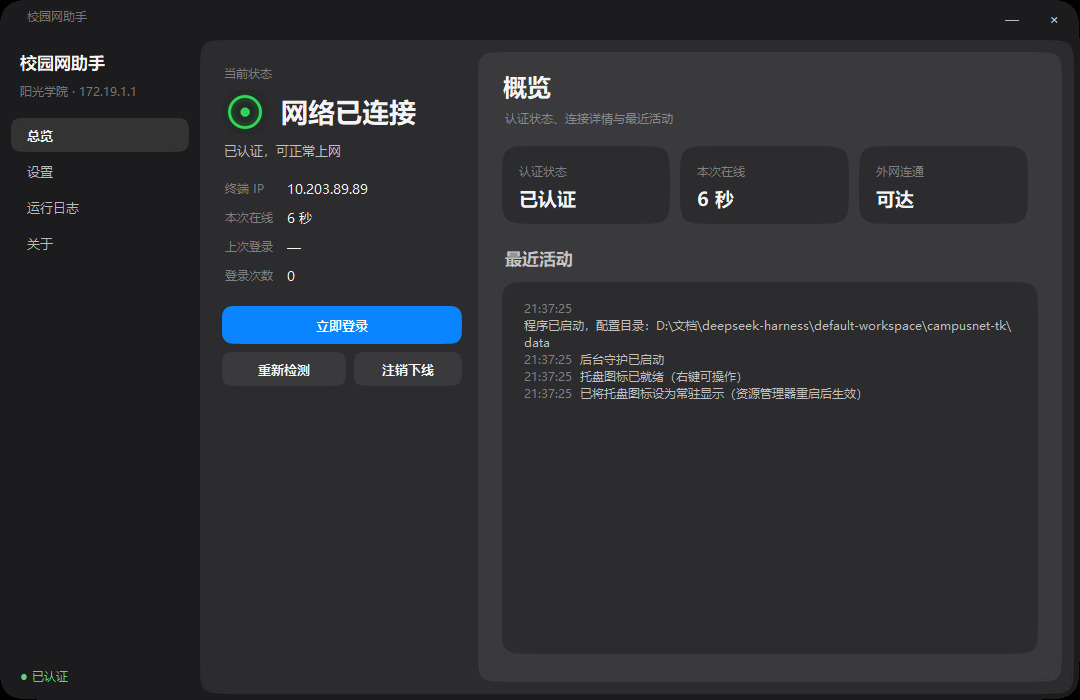 校园网助手
校园网助手
阳光学院 · 172.19.1.1
总览
设置
运行日志
关于
已认证
当前状态
网络已连接
已认证，可正常上网
终端 IP 10.203.89.89
本次在线 6 秒
上次登录 —
登录次数 0
立即登录
重新检测 注销下线
概览
认证状态、连接详情与最近活动
认证状态
已认证
本次在线
6 秒
外网连通
可达
最近活动
21:37:25
程序已启动，配置目录：D:\文档\deepseek-harness\default-workspace\campusnet-tk\
data
21:37:25 后台守护已启动
21:37:25 托盘图标已就绪（右键可操作）
21:37:25 已将托盘图标设为常驻显示（资源管理器重启后生效）